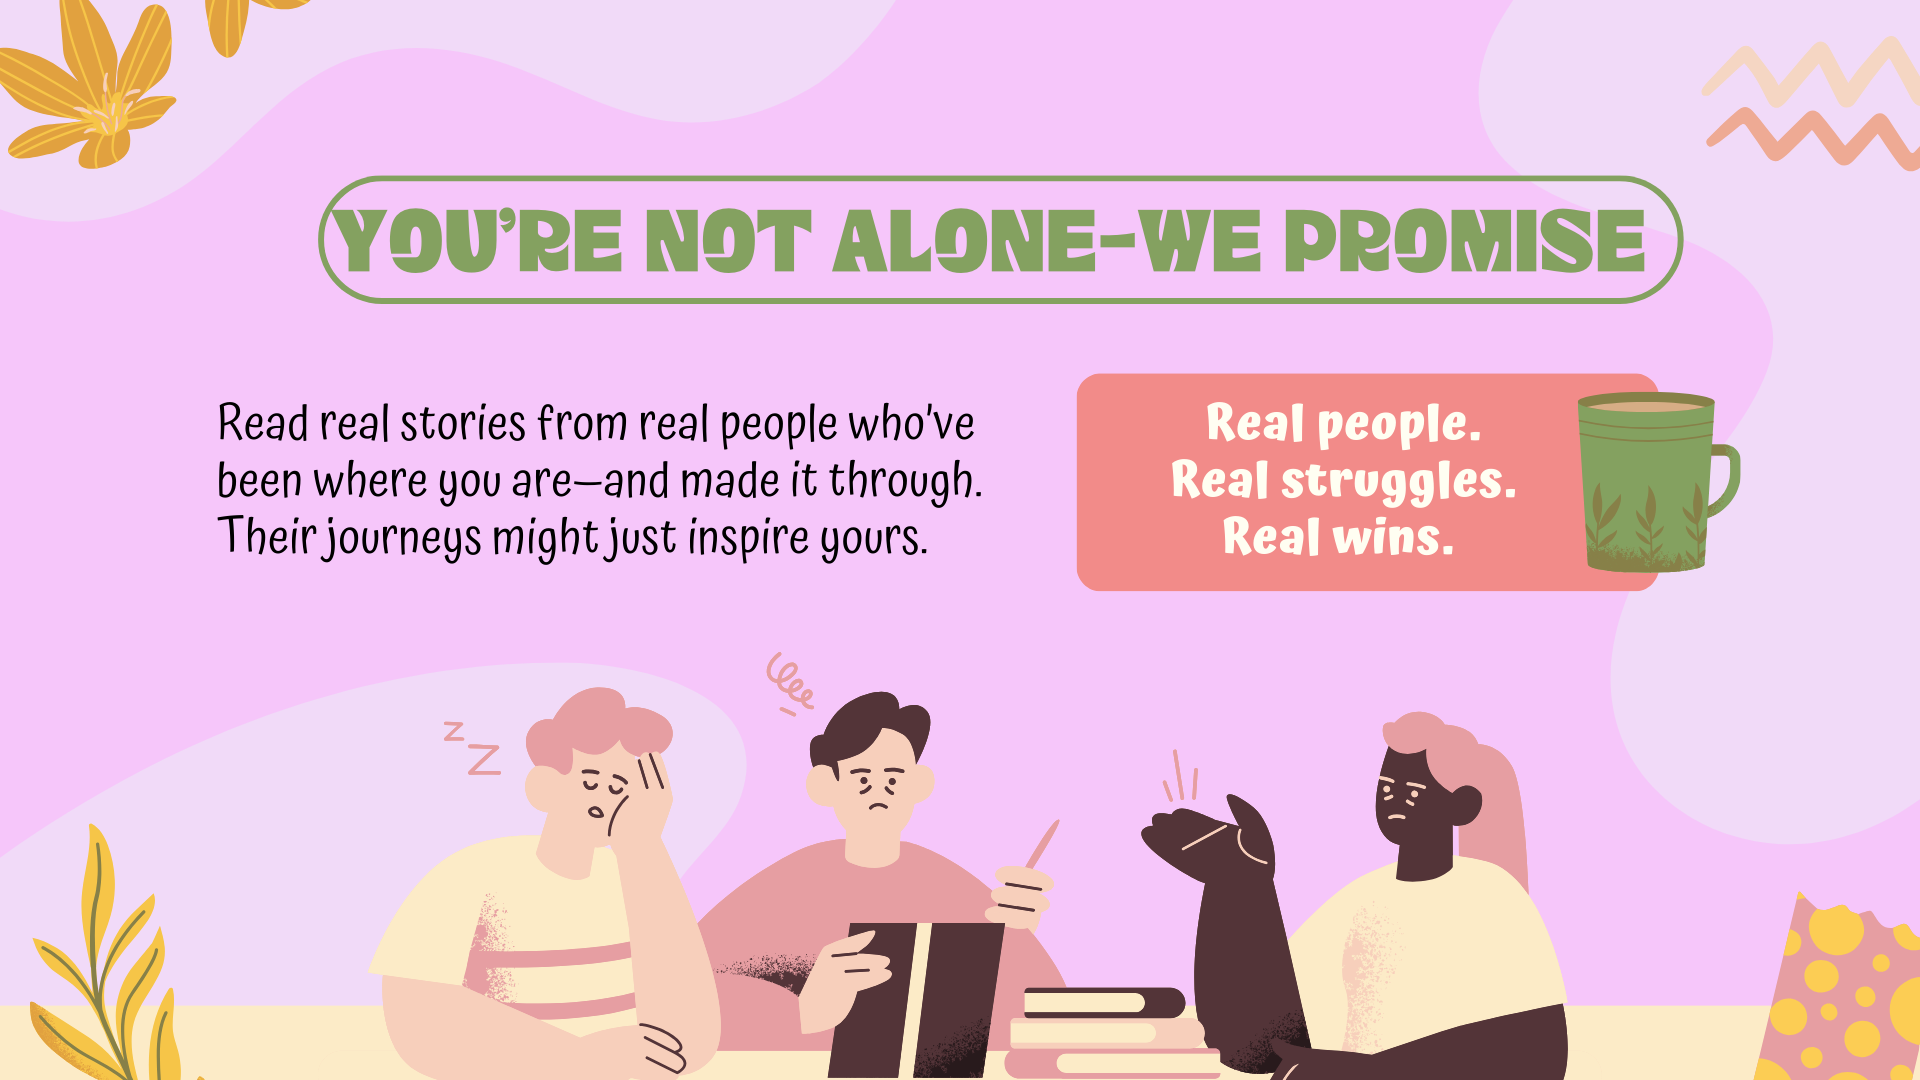 YOU'RE NOT ALONE—WE PROMISE
Read real stories from real people who've
been where you are—and made it through.
Their journeys might just inspire yours.
Real people.
Real struggles.
Real wins.
z
Z